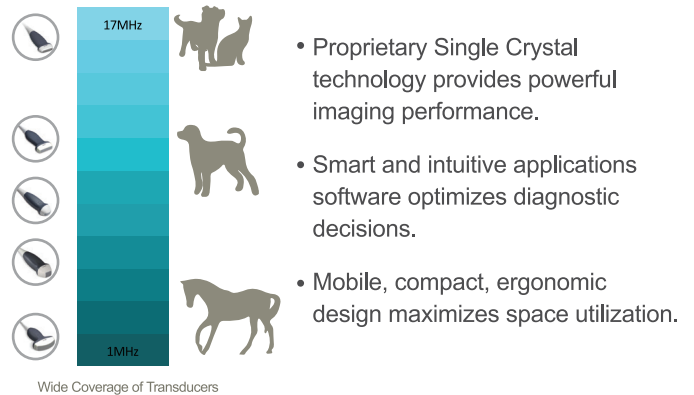 17MHz
1MHz
Wide Coverage of Transducers
• Proprietary Single Crystal
technology provides powerful
imaging performance.
• Smart and intuitive applications
software optimizes diagnostic
decisions.
• Mobile, compact, ergonomic
design maximizes space utilization.